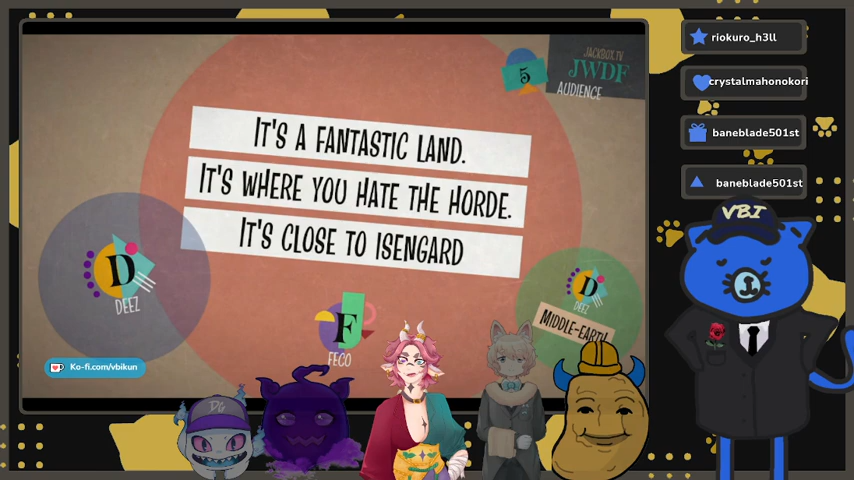 JACKBOX.TV
JWDF
5
AUDIENCE
IT'S A FANTASTIC LAND.
IT'S WHERE YOU HATE THE HORDE.
IT'S CLOSE TO ISENGARD
D
DEEZ
D
DEEZ
MIDDLE-EARTH
F
FECO
Ko-fi.com/vbikun
DG
riokuro_h3ll
crystalmahonokori
baneblade501st
baneblade501st
VBI